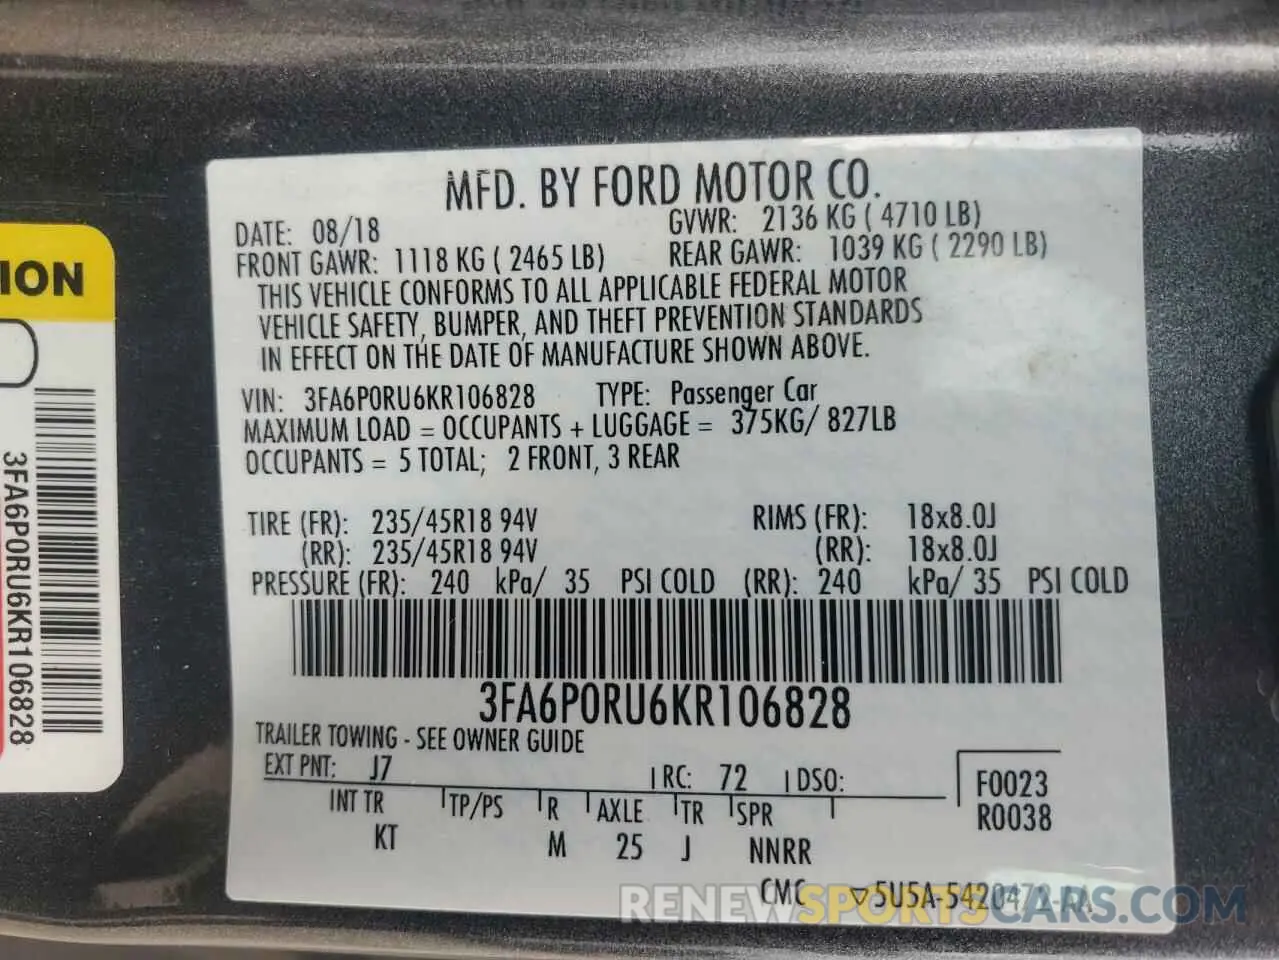 MFD. BY FORD MOTOR CO.
DATE: 08/18 GVWR: 2136 KG ( 4710 LB)
FRONT GAWR: 1118 KG ( 2465 LB) REAR GAWR: 1039 KG ( 2290 LB)
THIS VEHICLE CONFORMS TO ALL APPLICABLE FEDERAL MOTOR
VEHICLE SAFETY, BUMPER, AND THEFT PREVENTION STANDARDS
IN EFFECT ON THE DATE OF MANUFACTURE SHOWN ABOVE.
VIN: 3FA6P0RU6KR106828 TYPE: Passenger Car
MAXIMUM LOAD = OCCUPANTS + LUGGAGE = 375KG/ 827LB
OCCUPANTS = 5 TOTAL; 2 FRONT, 3 REAR
TIRE (FR): 235/45R18 94V RIMS (FR): 18x8.0J
(RR): 235/45R18 94V (RR): 18x8.0J
PRESSURE (FR): 240 kPa/ 35 PSI COLD (RR): 240 kPa/ 35 PSI COLD
3FA6P0RU6KR106828
TRAILER TOWING - SEE OWNER GUIDE
EXT PNT: J7 RC: 72 DSO:
INT TR TP/PS R AXLE TR SPR
KT M 25 J NNRR
F0023
R0038
CMC 5U5A-5420472-AA
ION
3FA6P0RU6KR106828
RENEWSPORTSCARS.COM